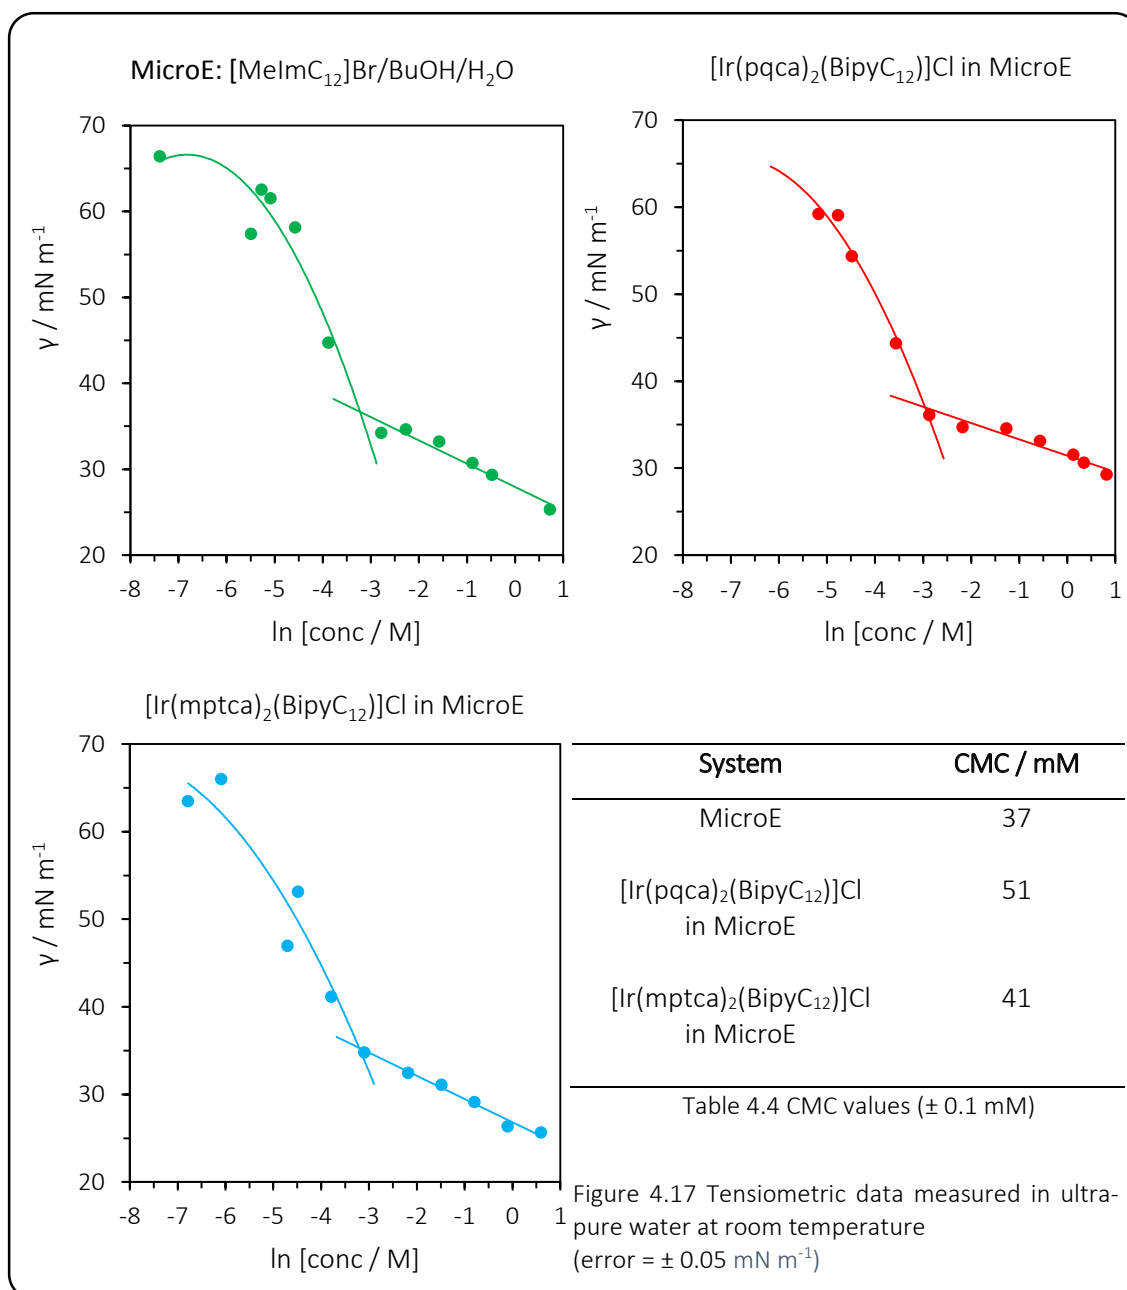 MicroE: [MeImC₁₂]Br/BuOH/H₂O
γ / mN m⁻¹
70
60
50
40
30
20
-8 -7 -6 -5 -4 -3 -2 -1 0 1
ln [conc / M]
[Ir(pqca)₂(BipyC₁₂)]Cl in MicroE
γ / mN m⁻¹
70
60
50
40
30
20
-8 -7 -6 -5 -4 -3 -2 -1 0 1
ln [conc / M]
[Ir(mptca)₂(BipyC₁₂)]Cl in MicroE
γ / mN m⁻¹
70
60
50
40
30
20
-8 -7 -6 -5 -4 -3 -2 -1 0 1
ln [conc / M]
System CMC / mM
MicroE 37
[Ir(pqca)₂(BipyC₁₂)]Cl 51
in MicroE
[Ir(mptca)₂(BipyC₁₂)]Cl 41
in MicroE
Table 4.4 CMC values (± 0.1 mM)
Figure 4.17 Tensiometric data measured in ultra-
pure water at room temperature
(error = ± 0.05 mN m⁻¹)